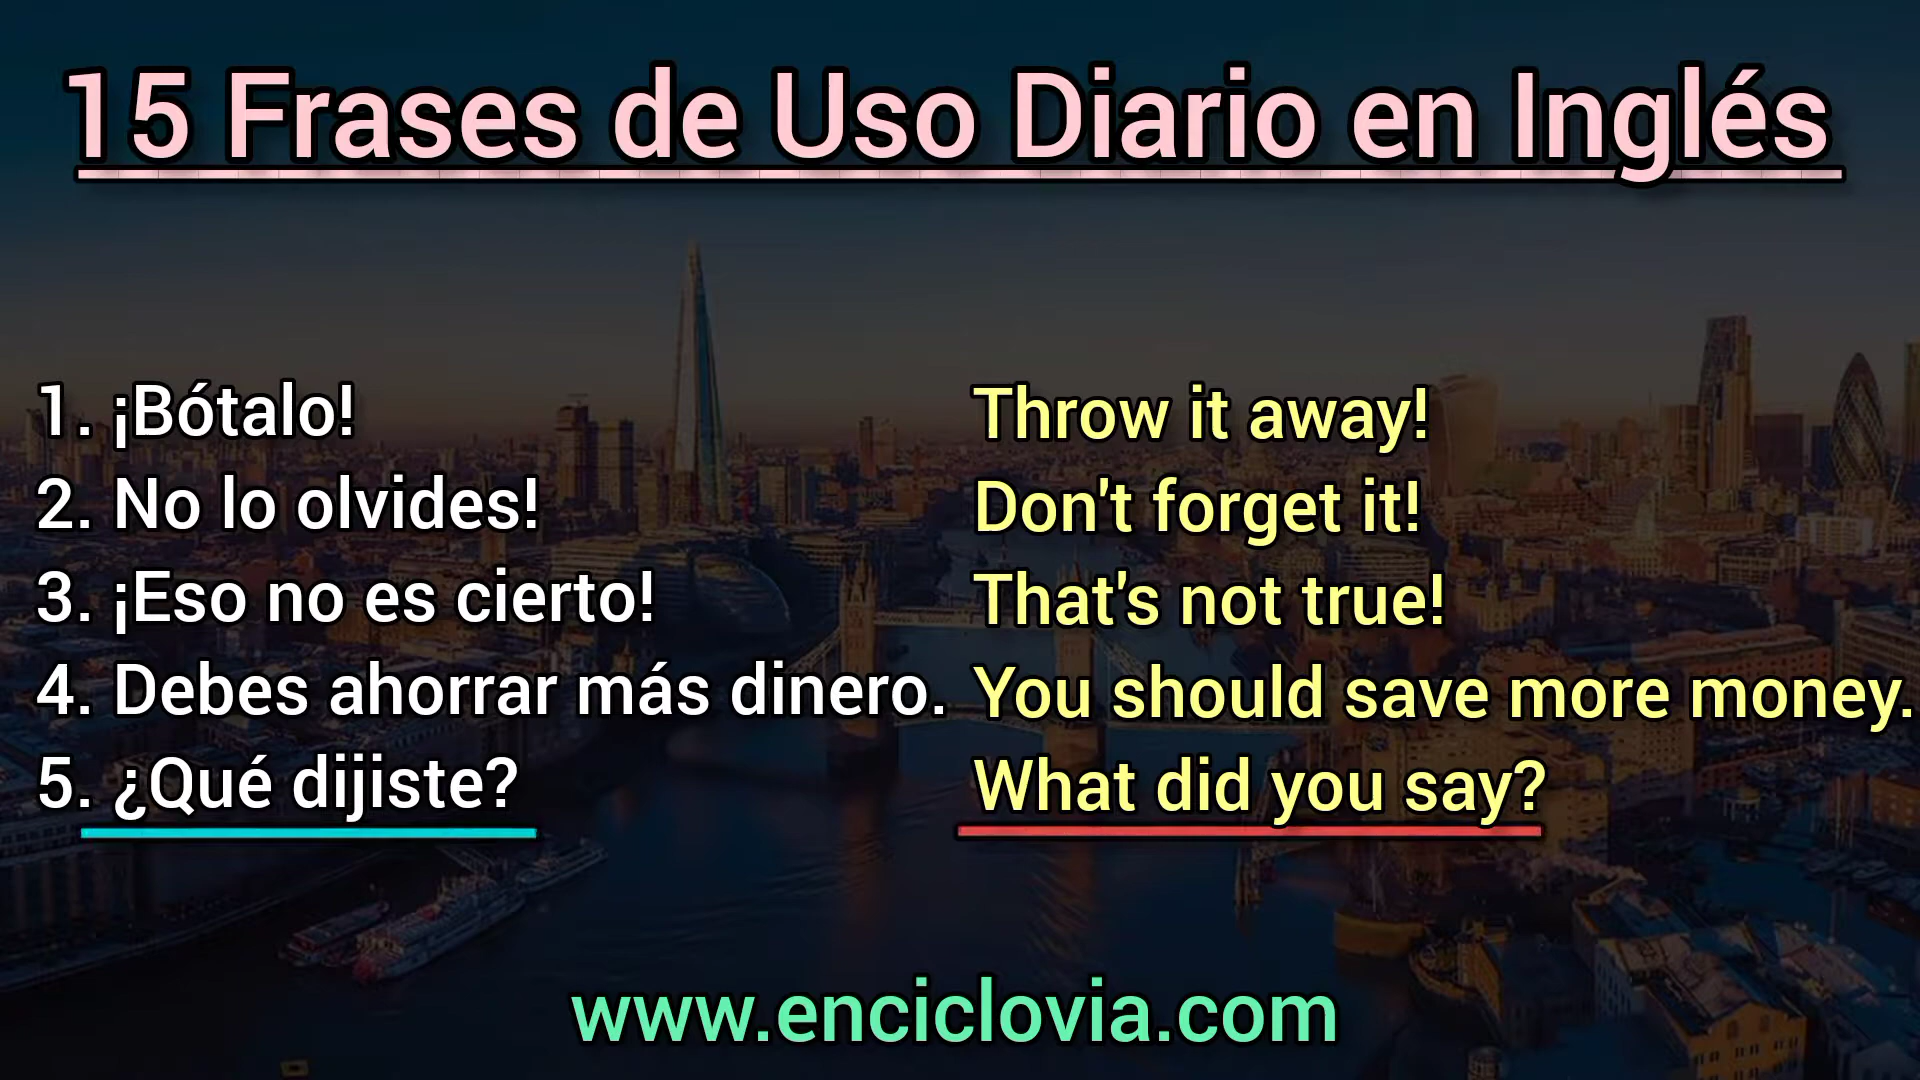 15 Frases de Uso Diario en Inglés
1. ¡Bótalo! Throw it away!
2. No lo olvides! Don't forget it!
3. ¡Eso no es cierto! That's not true!
4. Debes ahorrar más dinero. You should save more money.
5. ¿Qué dijiste? What did you say?
www.enciclovia.com